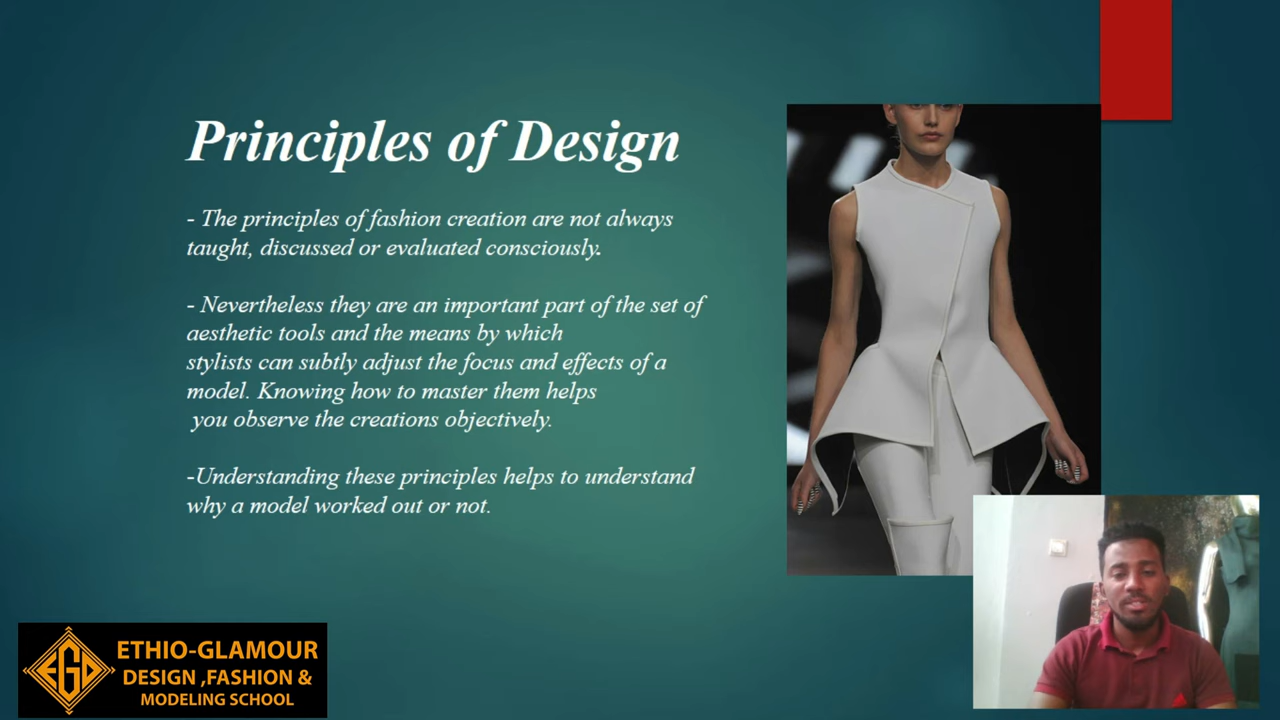 Principles of Design
- The principles of fashion creation are not always
taught, discussed or evaluated consciously.
- Nevertheless they are an important part of the set of
aesthetic tools and the means by which
stylists can subtly adjust the focus and effects of a
model. Knowing how to master them helps
you observe the creations objectively.
-Understanding these principles helps to understand
why a model worked out or not.
EGD
ETHIO-GLAMOUR
DESIGN ,FASHION &
MODELING SCHOOL